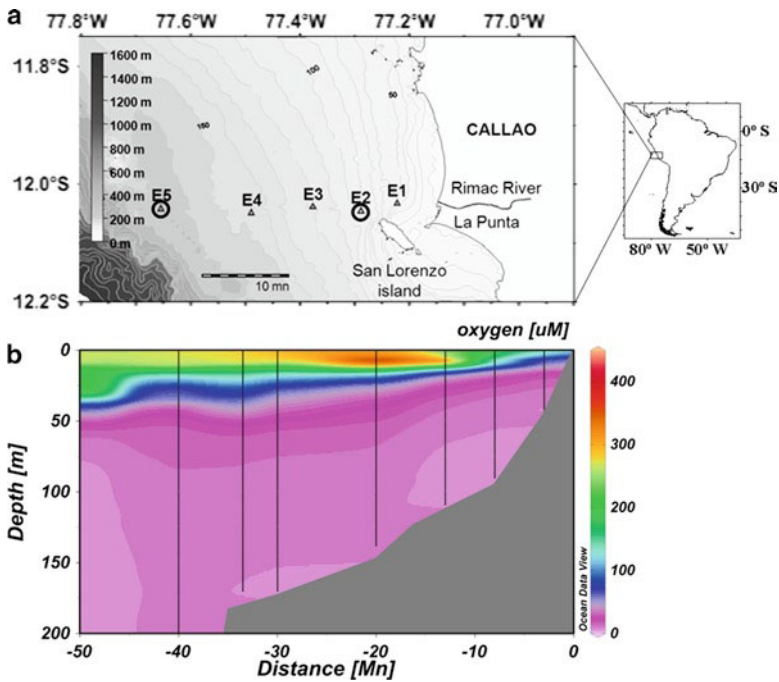 a
77.8°W 77.6°W 77.4°W 77.2°W 77.0°W
11.8°S
12.0°S
12.2°S
1600 m
1400 m
1200 m
1000 m
800 m
600 m
400 m
200 m
0 m
100
50
150
E5
E4
E3
E2
E1
CALLAO
Rimac River
La Punta
San Lorenzo
island
10 mn
0° S
30° S
80° W 50° W
b
oxygen [uM]
Depth [m]
0
50
100
150
200
-50 -40 -30 -20 -10 0
Distance [Mn]
400
300
200
100
0
Ocean Data View